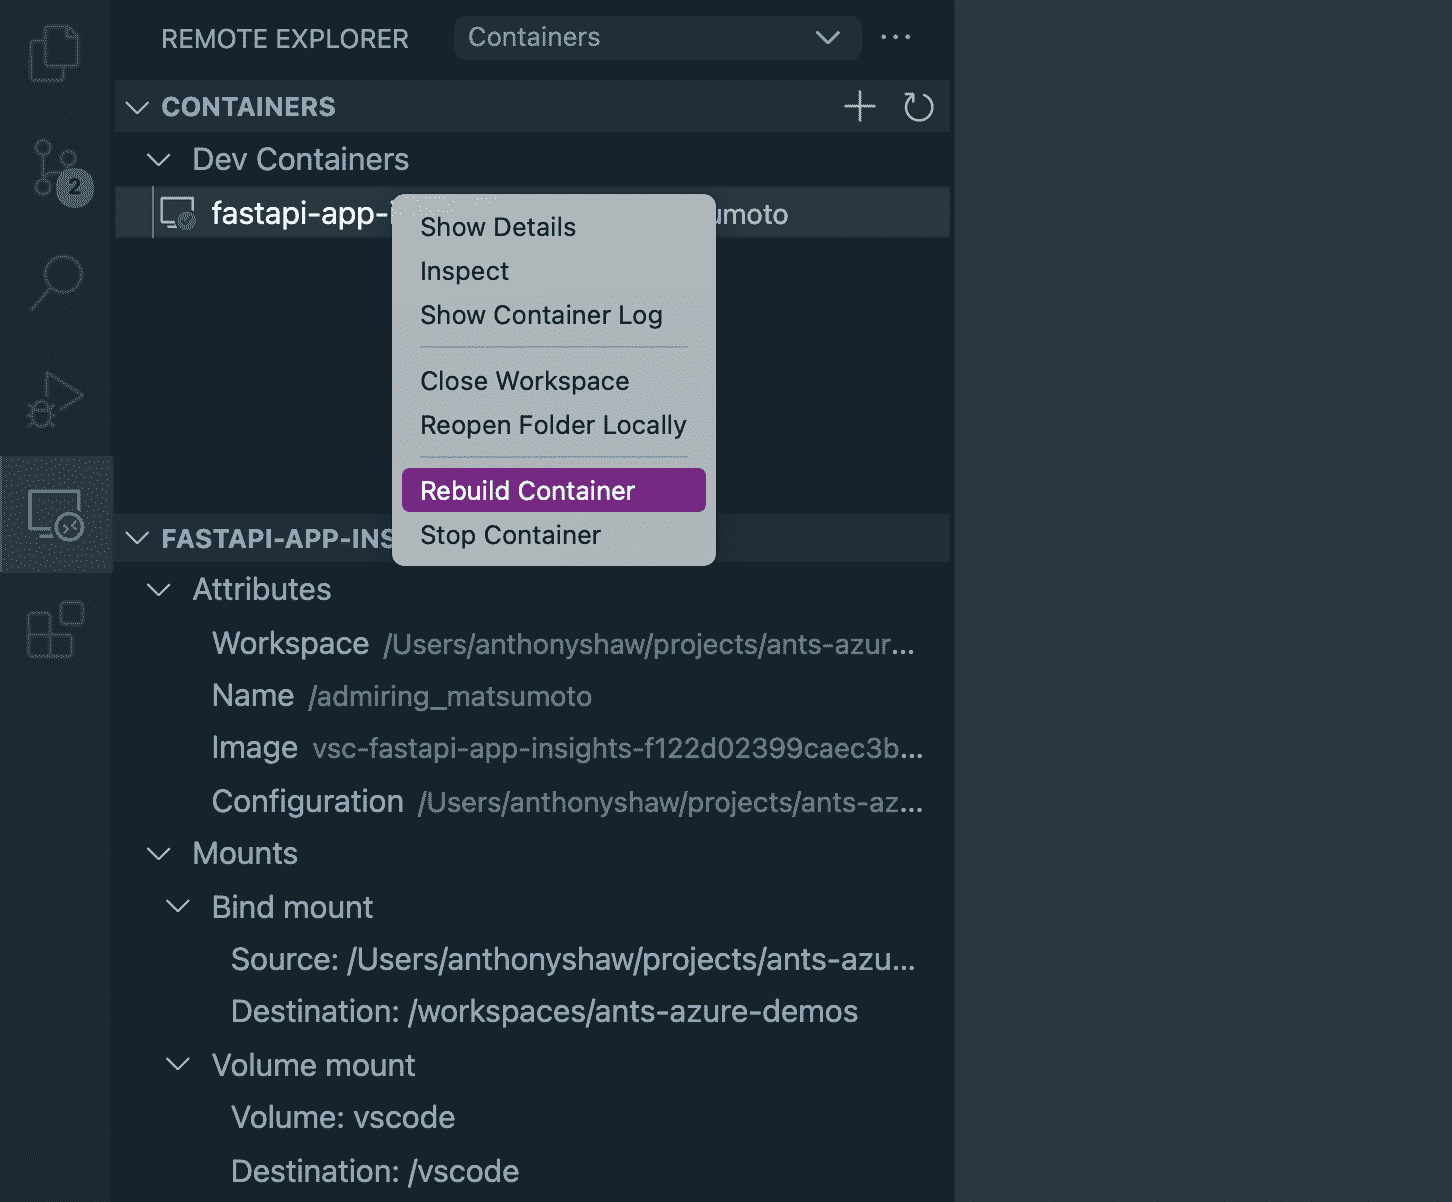 REMOTE EXPLORER Containers ...
CONTAINERS
Dev Containers
2
fastapi-app- umoto
Show Details
Inspect
Show Container Log
Close Workspace
Reopen Folder Locally
Rebuild Container
Stop Container
FASTAPI-APP-INS
Attributes
Workspace /Users/anthonyshaw/projects/ants-azur...
Name /admiring_matsumoto
Image vsc-fastapi-app-insights-f122d02399caec3b...
Configuration /Users/anthonyshaw/projects/ants-az...
Mounts
Bind mount
Source: /Users/anthonyshaw/projects/ants-azu...
Destination: /workspaces/ants-azure-demos
Volume mount
Volume: vscode
Destination: /vscode